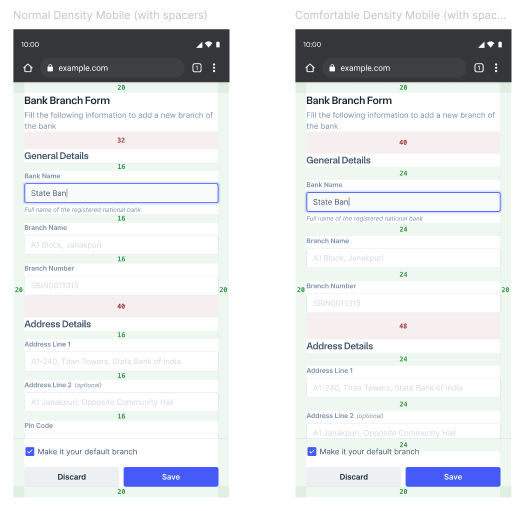 Normal Density Mobile (with spacers)
10:00
example.com
1
20
Bank Branch Form
Fill the following information to add a new branch of
the bank
32
General Details
16
Bank Name
State Ban
Full name of the registered national bank
16
Branch Name
A1 Block, Janakpuri
16
Branch Number
SBIN0011315
20
20
40
Address Details
16
Address Line 1
A1-240, Titan Towers, State Bank of India
16
Address Line 2 (optional)
A1 Janakpuri, Opposite Community Hall
16
Pin Code
Make it your default branch
Discard
Save
20
Comfortable Density Mobile (with spac...
10:00
example.com
1
20
Bank Branch Form
Fill the following information to add a new branch of
the bank
40
General Details
24
Bank Name
State Ban
Full name of the registered national bank
24
Branch Name
A1 Block, Janakpuri
24
Branch Number
SBIN0011315
20
20
48
Address Details
24
Address Line 1
A1-240, Titan Towers, State Bank of India
24
Address Line 2 (optional)
A1 Janakpuri, Opposite Community Hall
24
Make it your default branch
Discard
Save
20